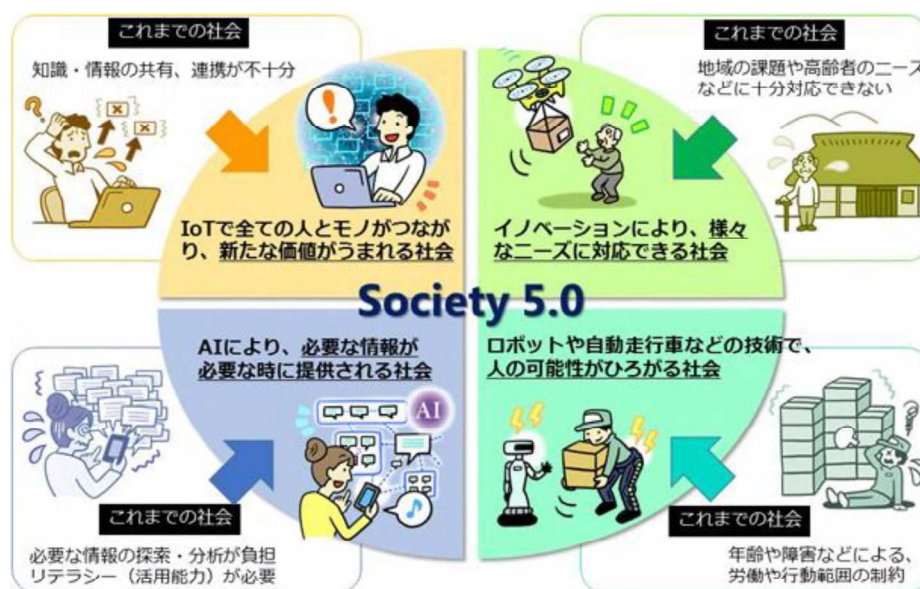 これまでの社会
知識・情報の共有、連携が不十分
IoTで全ての人とモノがつなが
り、新たな価値がうまれる社会
これまでの社会
地域の課題や高齢者のニーズ
などに十分対応できない
イノベーションにより、様々
なニーズに対応できる社会
Society 5.0
AIにより、必要な情報が
必要な時に提供される社会
AI
これまでの社会
必要な情報の探索・分析が負担
リテラシー（活用能力）が必要
ロボットや自動走行車などの技術で、
人の可能性がひろがる社会
これまでの社会
年齢や障害などによる、
労働や行動範囲の制約